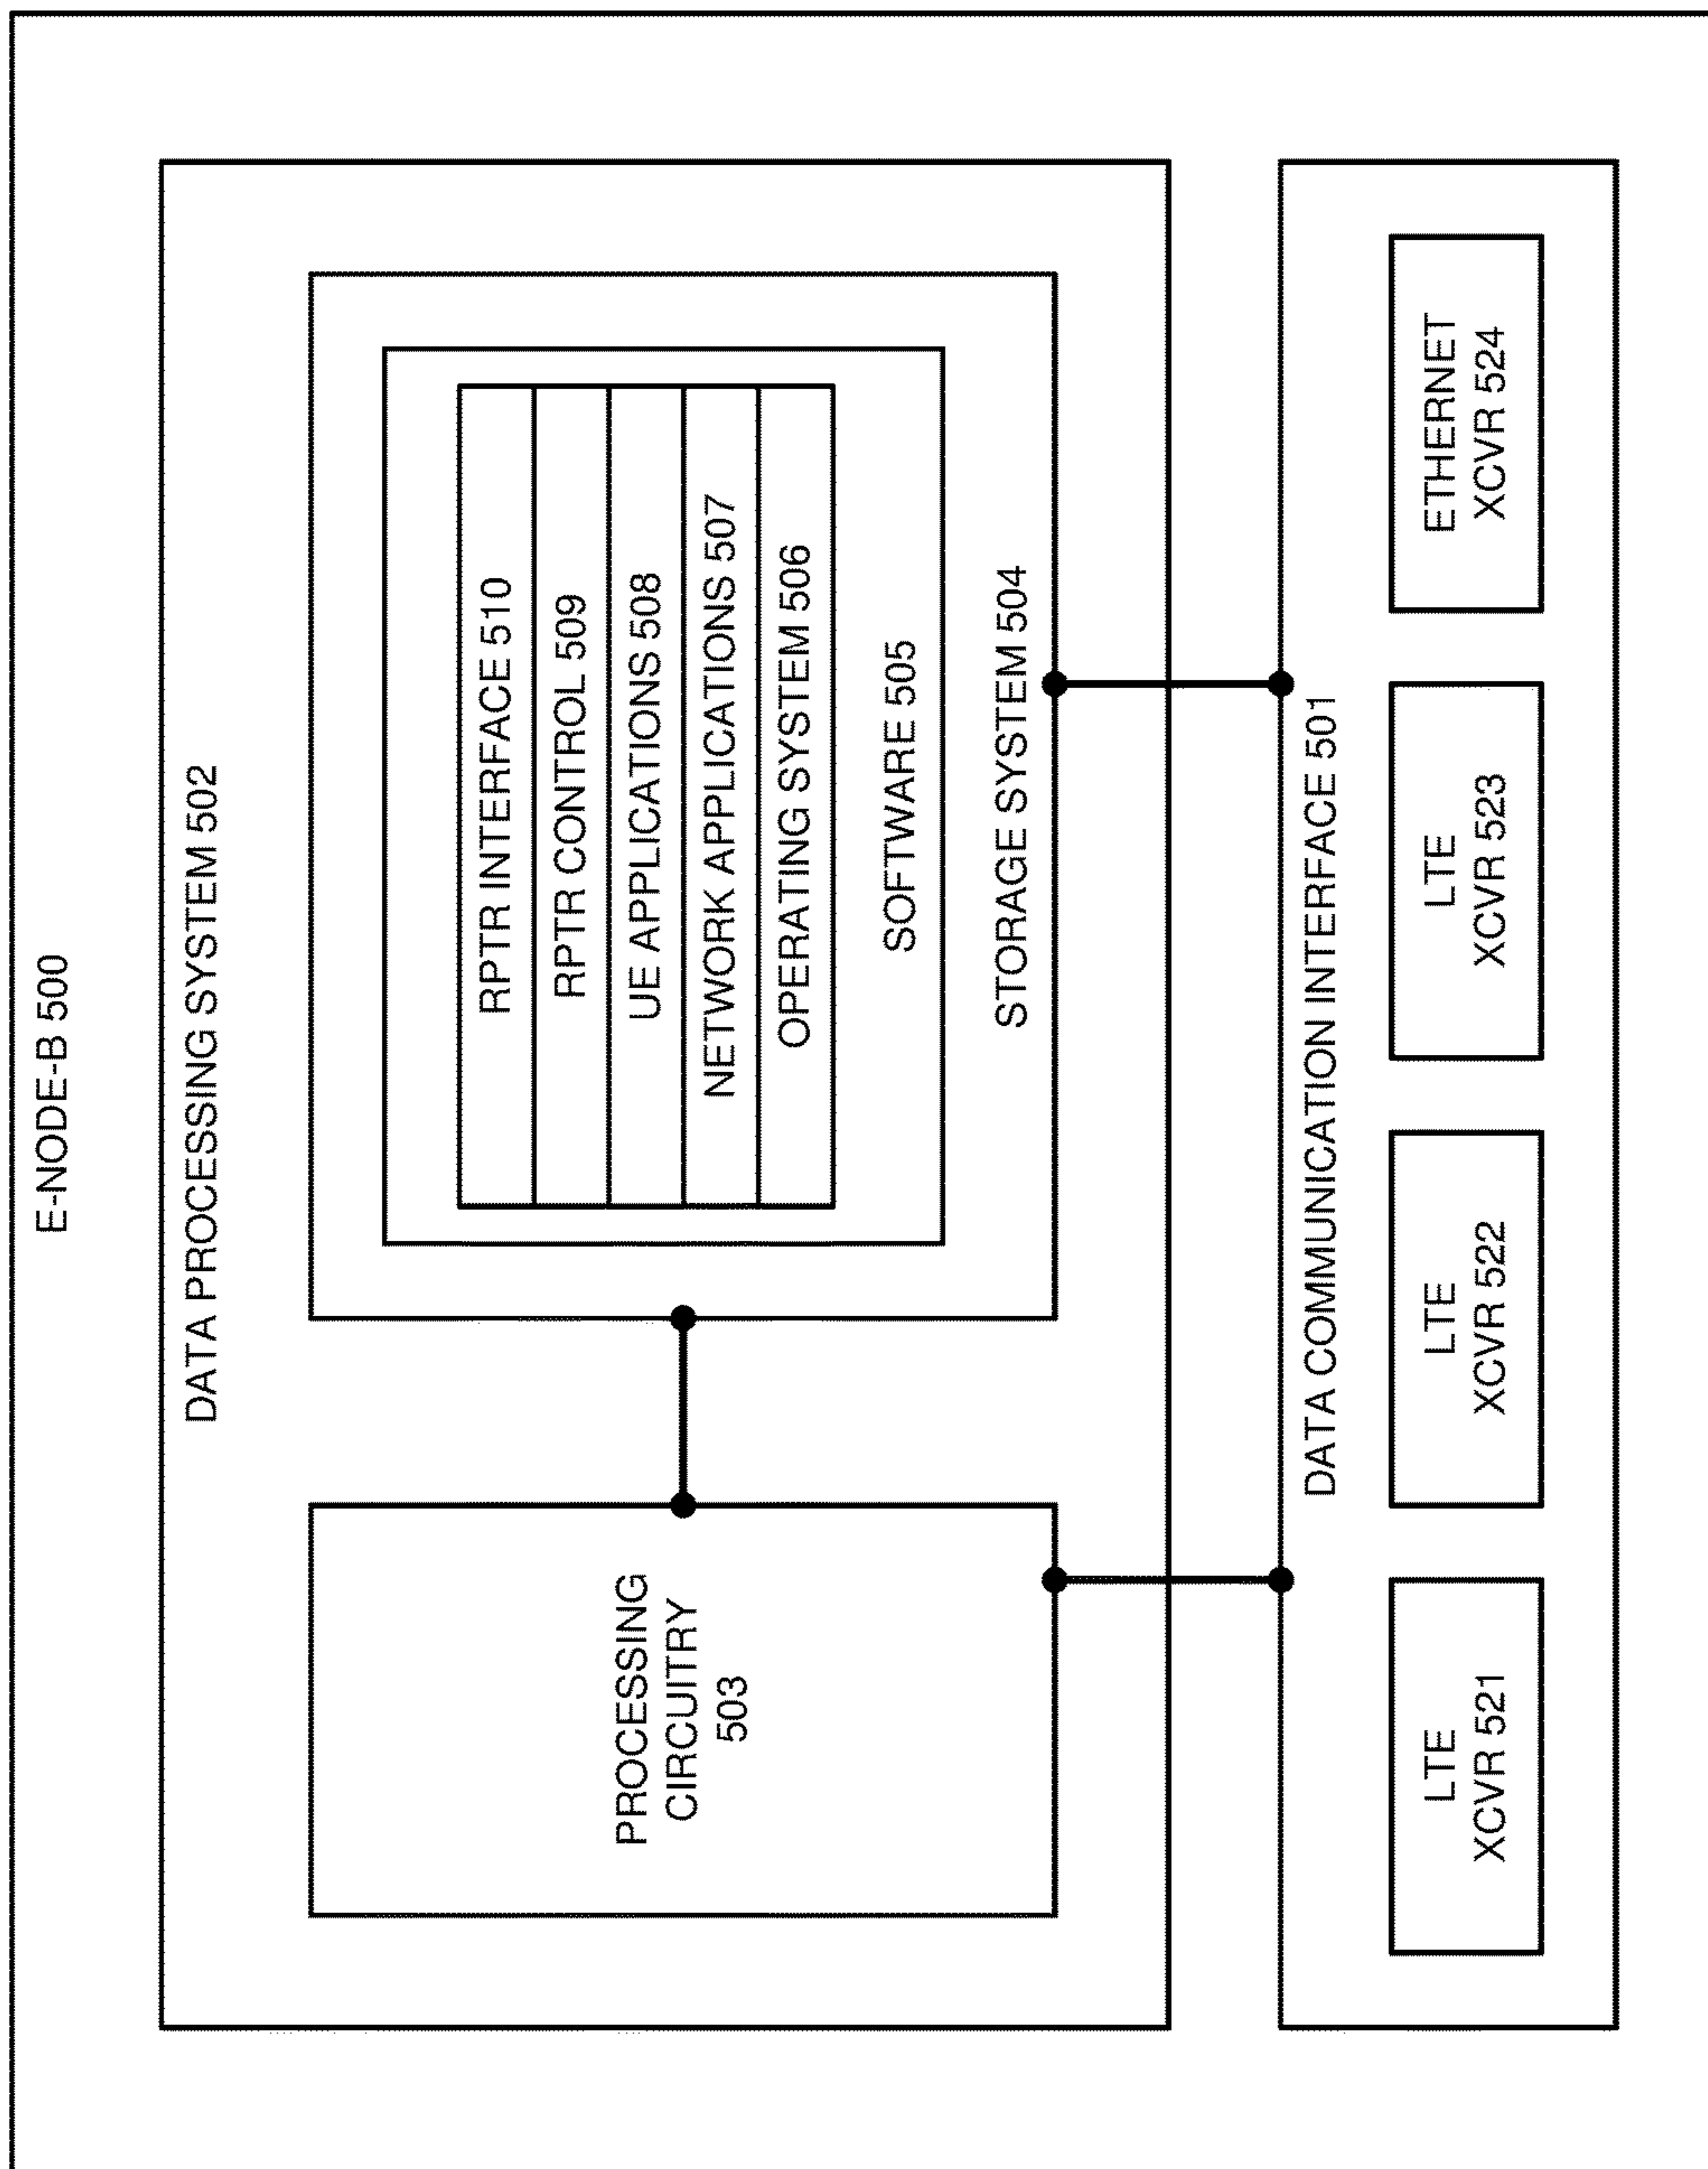 E-NODE-B 500
DATA PROCESSING SYSTEM 502
PROCESSING
CIRCUITRY
503
RPTR INTERFACE 510
RPTR CONTROL 509
UE APPLICATIONS 508
NETWORK APPLICATIONS 507
OPERATING SYSTEM 506
SOFTWARE 505
STORAGE SYSTEM 504
DATA COMMUNICATION INTERFACE 501
LTE
XCVR 521
LTE
XCVR 522
LTE
XCVR 523
ETHERNET
XCVR 524